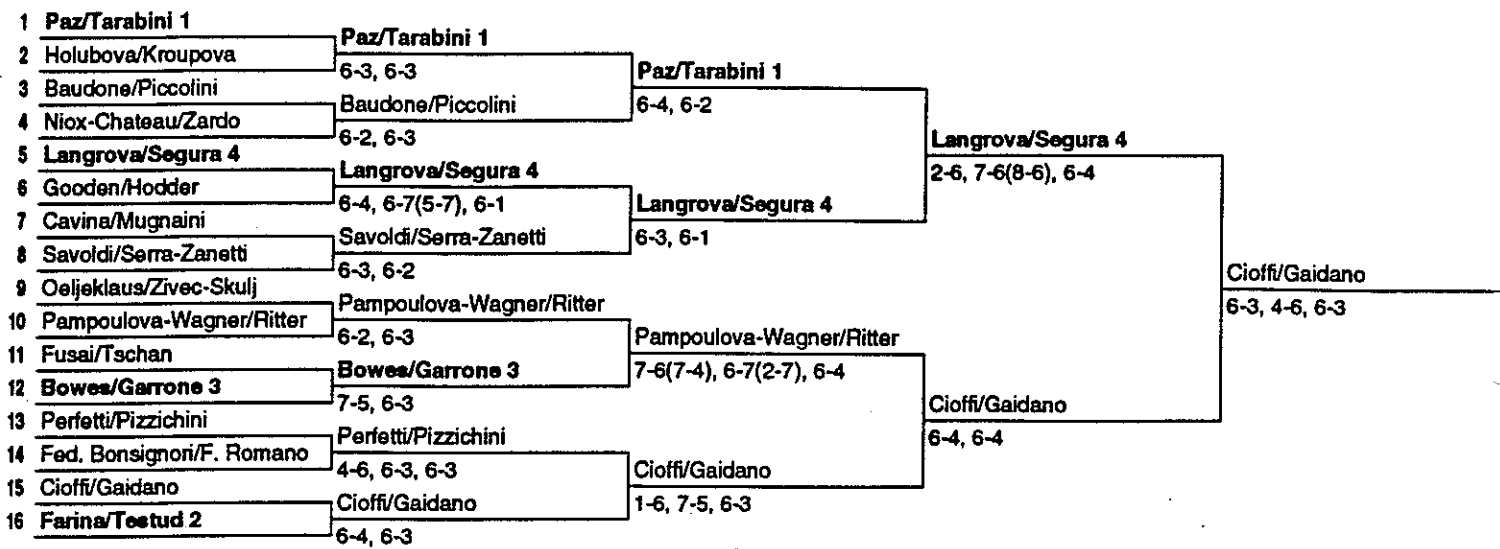 1 Paz/Tarabini 1
2 Holubova/Kroupova
3 Baudone/Piccolini
4 Niox-Chateau/Zardo
5 Langrova/Segura 4
6 Gooden/Hodder
7 Cavina/Mugnaini
8 Savoldi/Serra-Zanetti
9 Oeljeklaus/Zivec-Skulj
10 Pampoulova-Wagner/Ritter
11 Fusai/Tschan
12 Bowes/Garrone 3
13 Perfetti/Pizzichini
14 Fed. Bonsignori/F. Romano
15 Cioffi/Gaidano
16 Farina/Testud 2
Paz/Tarabini 1
6-3, 6-3
Baudone/Piccolini
6-2, 6-3
Langrova/Segura 4
6-4, 6-7(5-7), 6-1
Savoldi/Serra-Zanetti
6-3, 6-2
Pampoulova-Wagner/Ritter
6-2, 6-3
Bowes/Garrone 3
7-5, 6-3
Perfetti/Pizzichini
4-6, 6-3, 6-3
Cioffi/Gaidano
6-4, 6-3
Paz/Tarabini 1
6-4, 6-2
Langrova/Segura 4
6-3, 6-1
Pampoulova-Wagner/Ritter
7-6(7-4), 6-7(2-7), 6-4
Cioffi/Gaidano
1-6, 7-5, 6-3
Langrova/Segura 4
2-6, 7-6(8-6), 6-4
Cioffi/Gaidano
6-4, 6-4
Cioffi/Gaidano
6-3, 4-6, 6-3